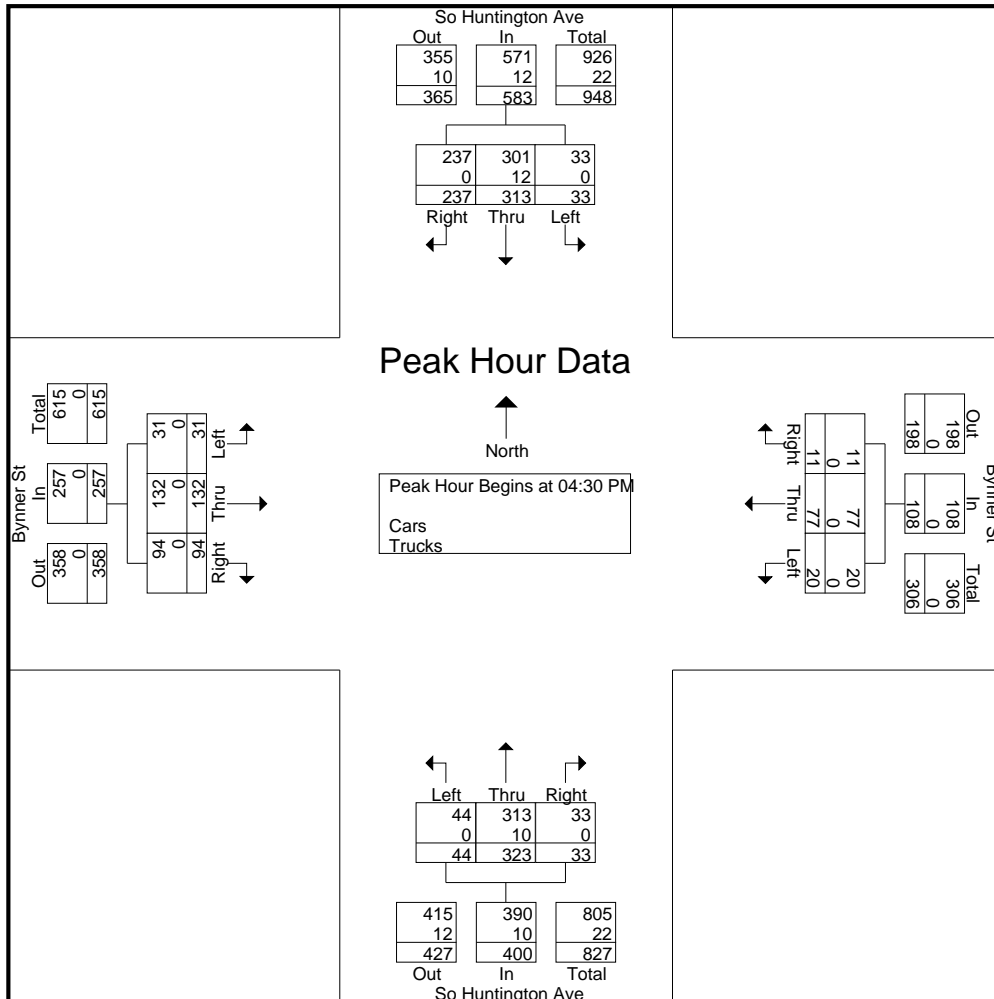 So Huntington Ave
Out In Total
355 571 926
10 12 22
365 583 948
237 301 33
0 12 0
237 313 33
Right Thru Left
Peak Hour Data
North
Peak Hour Begins at 04:30 PM
Cars
Trucks
Bynner St
Out In Total
358 257 615
0 0 0
358 257 615
Right Thru Left
94 132 31
0 0 0
94 132 31
Bynner St
Out In Total
198 108 306
0 0 0
198 108 306
11 77 20
0 0 0
11 77 20
Right Thru Left
Left Thru Right
44 313 33
0 10 0
44 323 33
415 390 805
12 10 22
427 400 827
Out In Total
So Huntington Ave